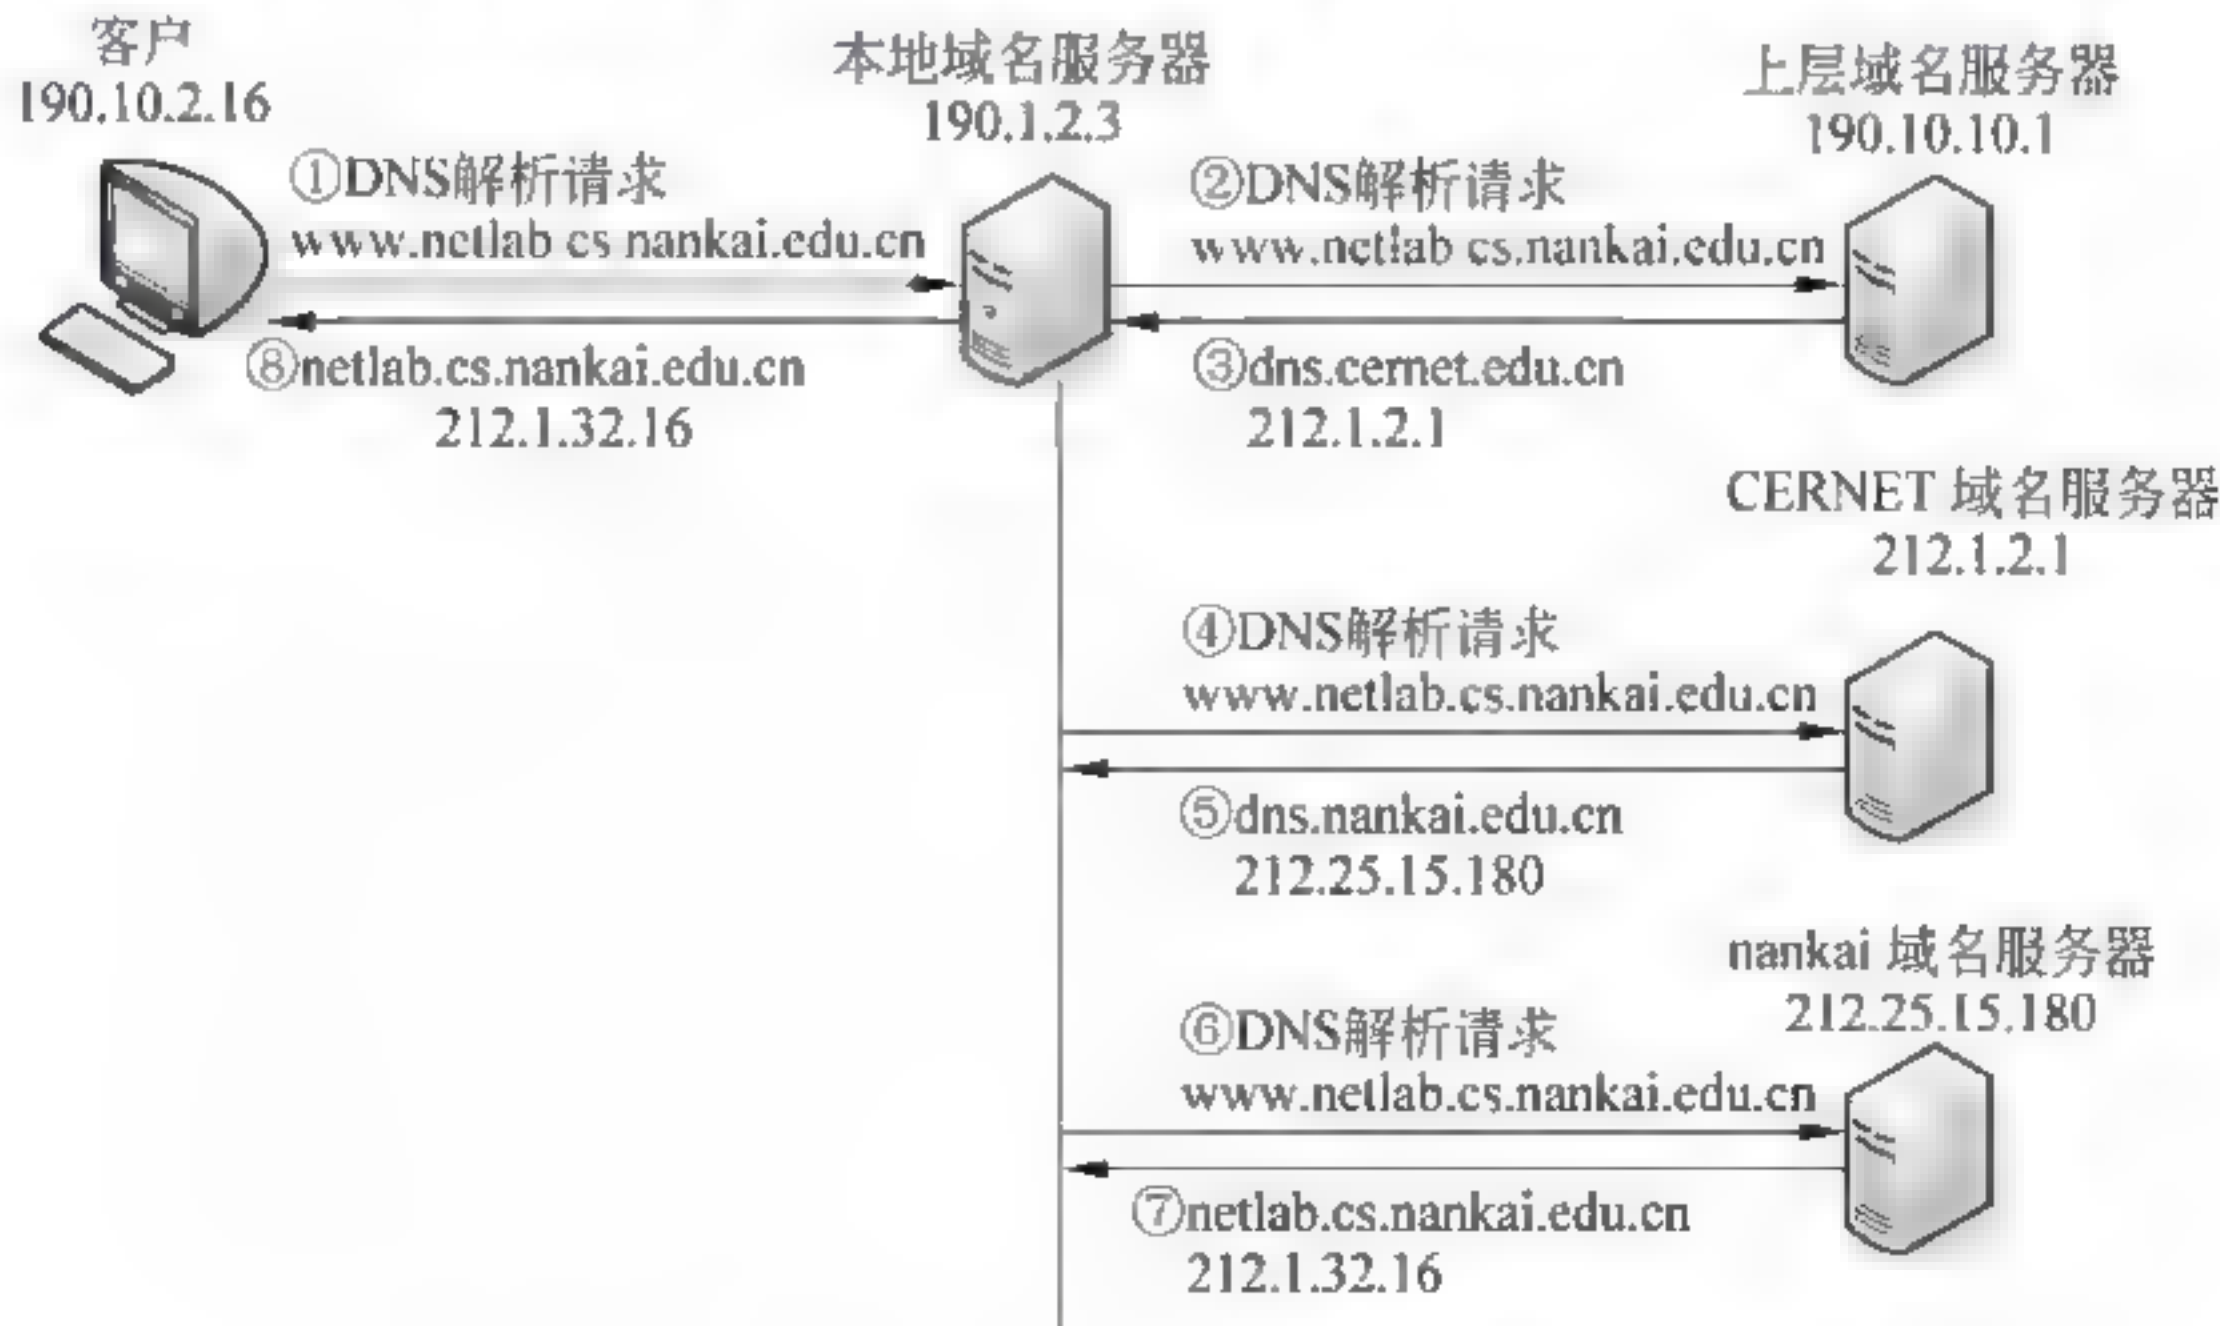 客户
190.10.2.16
本地域名服务器
190.1.2.3
上层域名服务器
190.10.10.1
①DNS解析请求
www.netlab cs nankai.edu.cn
②DNS解析请求
www.netlab cs.nankai.edu.cn
⑧netlab.cs.nankai.edu.cn
212.1.32.16
③dns.cernet.edu.cn
212.1.2.1
CERNET 域名服务器
212.1.2.1
④DNS解析请求
www.netlab.cs.nankai.edu.cn
⑤dns.nankai.edu.cn
212.25.15.180
nankai 域名服务器
212.25.15.180
⑥DNS解析请求
www.netlab.cs.nankai.edu.cn
⑦netlab.cs.nankai.edu.cn
212.1.32.16